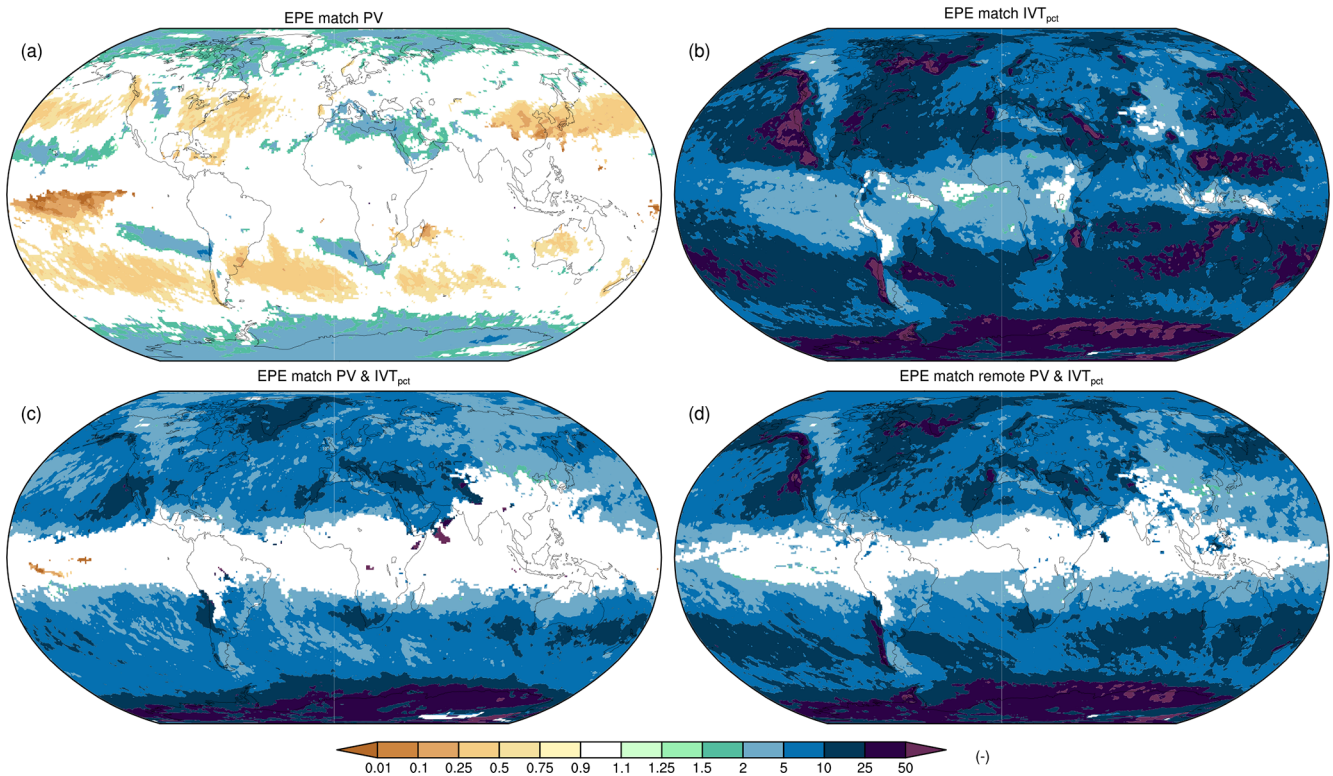 EPE match PV
EPE match IVTpct
(a)
(b)
EPE match PV & IVTpct
EPE match remote PV & IVTpct
(c)
(d)
0.01 0.1 0.25 0.5 0.75 0.9 1.1 1.25 1.5 2 5 10 25 50
(-)